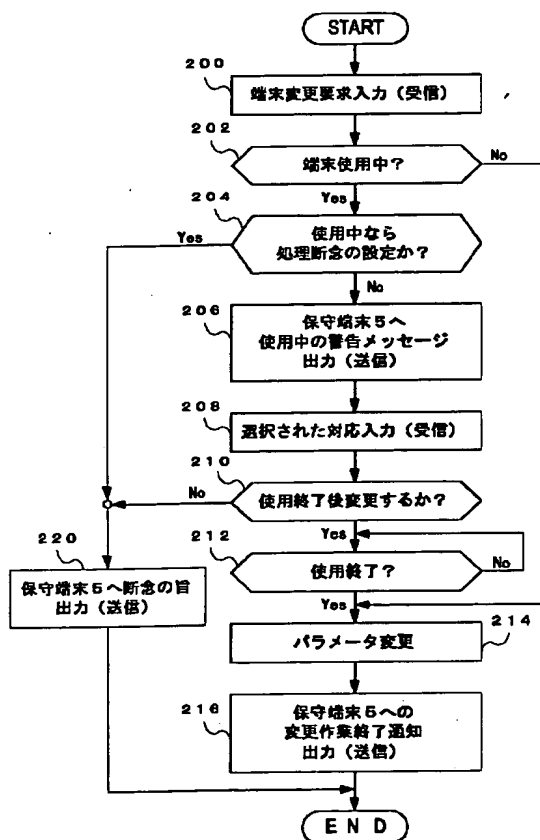 START
200
端末変更要求入力(受信)
202
端末使用中?
No
Yes
204
使用中なら
処理断念の設定か?
Yes
No
206
保守端末5へ
使用中の警告メッセージ
出力(送信)
208
選択された対応入力(受信)
210
使用終了後変更するか?
No
Yes
212
使用終了?
No
Yes
220
保守端末5へ断念の旨
出力(送信)
パラメータ変更
214
216
保守端末5への
変更作業終了通知
出力(送信)
END